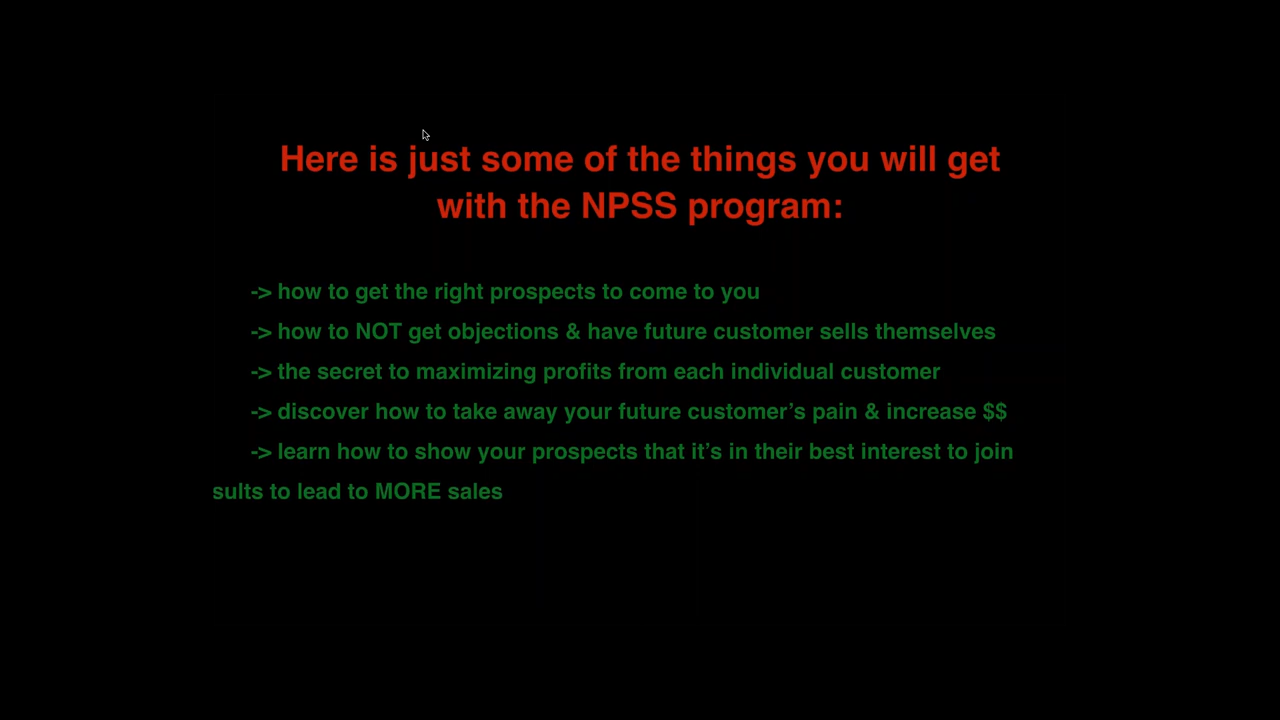 Here is just some of the things you will get
with the NPSS program:
-> how to get the right prospects to come to you
-> how to NOT get objections & have future customer sells themselves
-> the secret to maximizing profits from each individual customer
-> discover how to take away your future customer’s pain & increase $$
-> learn how to show your prospects that it’s in their best interest to join
sults to lead to MORE sales